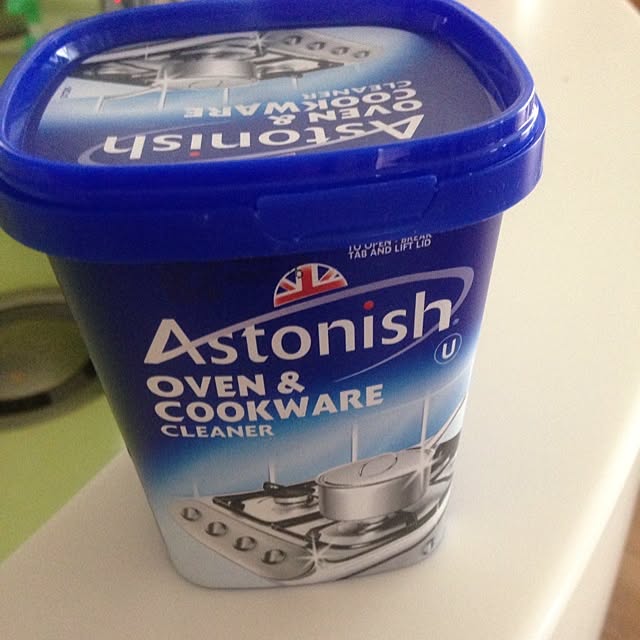 Astonish
OVEN
&
COOKWARE
CLEANER
TO OPEN - BREAK
TAB AND LIFT LID
Astonish
U
OVEN &
COOKWARE
CLEANER